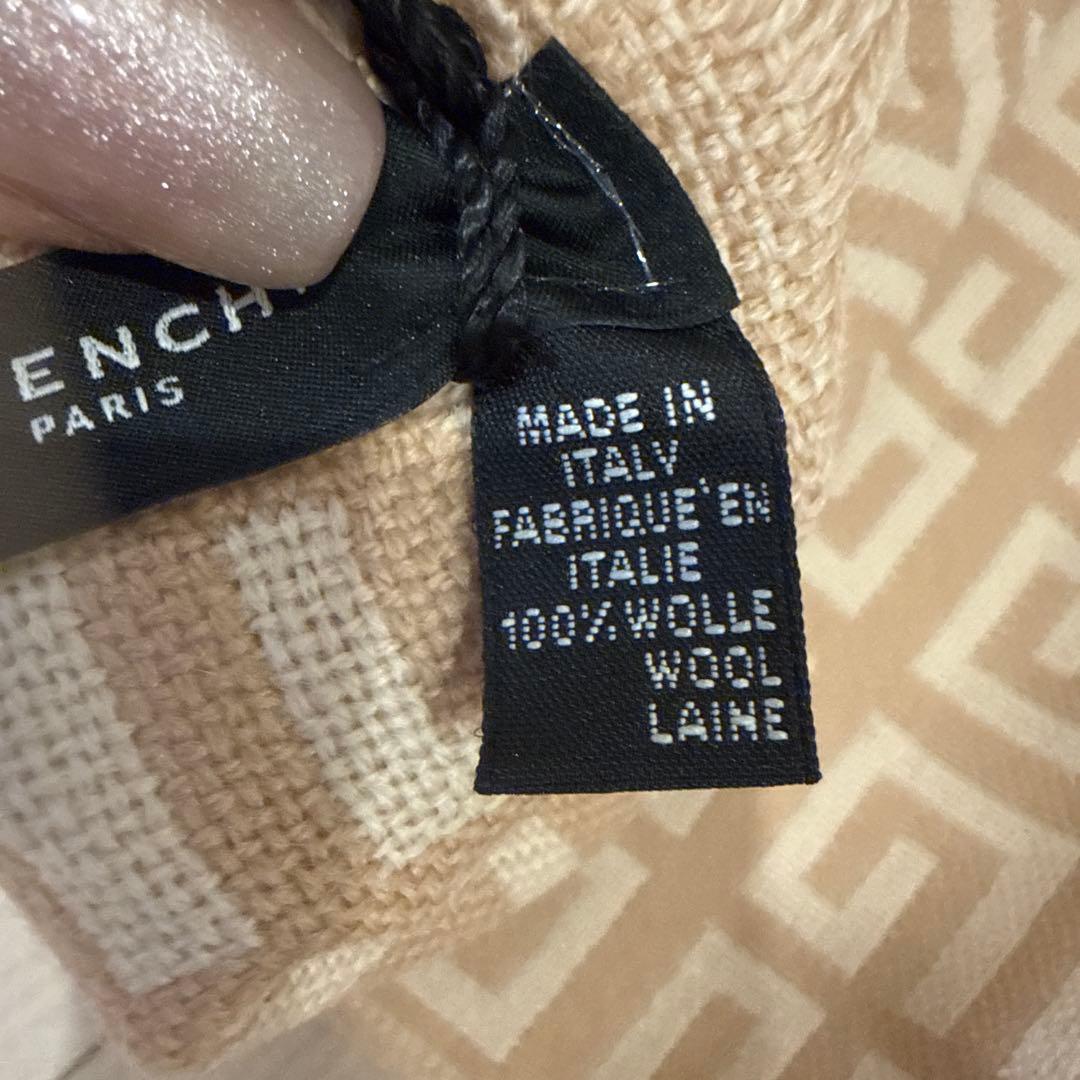 ENCH
PARIS
MADE IN
ITALY
FABRIQUE'EN
ITALIE
100% WOLLE
WOOL
LAINE